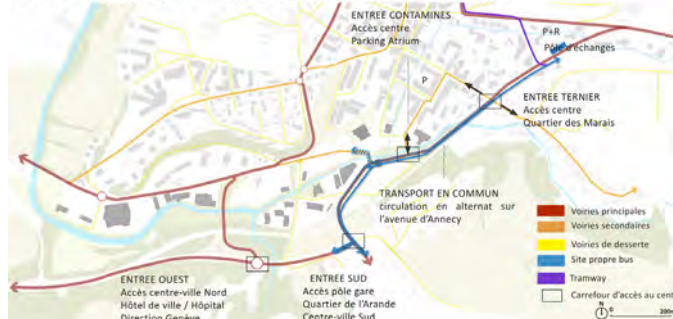 ENTREE CONTAMINES
Accès centre
Parking Atrium
P+R
Pôle d'échanges
P
ENTREE TERNIER
Accès centre
Quartier des Marais
TRANSPORT EN COMMUN
circulation en alternat sur
l'avenue d'Annecy
ENTREE OUEST
Accès centre-ville Nord
Hôtel de ville / Hôpital
Direction Genève
ENTREE SUD
Accès pôle gare
Quartier de l'Arande
Centre-ville Sud
Voiries principales
Voiries secondaires
Voiries de desserte
Site propre bus
Tramway
Carrefour d'accès au cent
N
0
200m